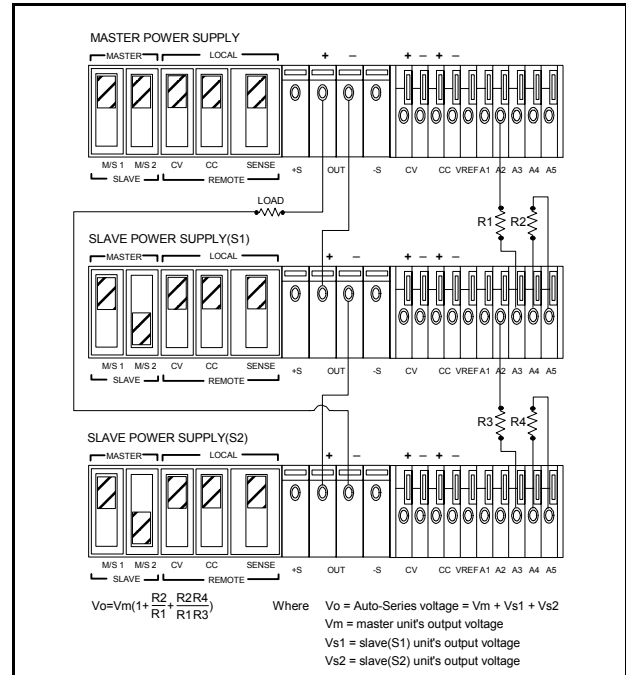 MASTER POWER SUPPLY
MASTER LOCAL + – + – + –
M/S 1 M/S 2 CV CC SENSE +S OUT -S CV CC VREF A1 A2 A3 A4 A5
SLAVE REMOTE
LOAD
R1 R2
SLAVE POWER SUPPLY(S1)
MASTER LOCAL + – + – + –
M/S 1 M/S 2 CV CC SENSE +S OUT -S CV CC VREF A1 A2 A3 A4 A5
SLAVE REMOTE
R3 R4
SLAVE POWER SUPPLY(S2)
MASTER LOCAL + – + – + –
M/S 1 M/S 2 CV CC SENSE +S OUT -S CV CC VREF A1 A2 A3 A4 A5
SLAVE REMOTE
Vo=Vm(1+R2/R1+R2R4/R1R3) Where Vo = Auto-Series voltage = Vm + Vs1 + Vs2
Vm = master unit's output voltage
Vs1 = slave(S1) unit's output voltage
Vs2 = slave(S2) unit's output voltage